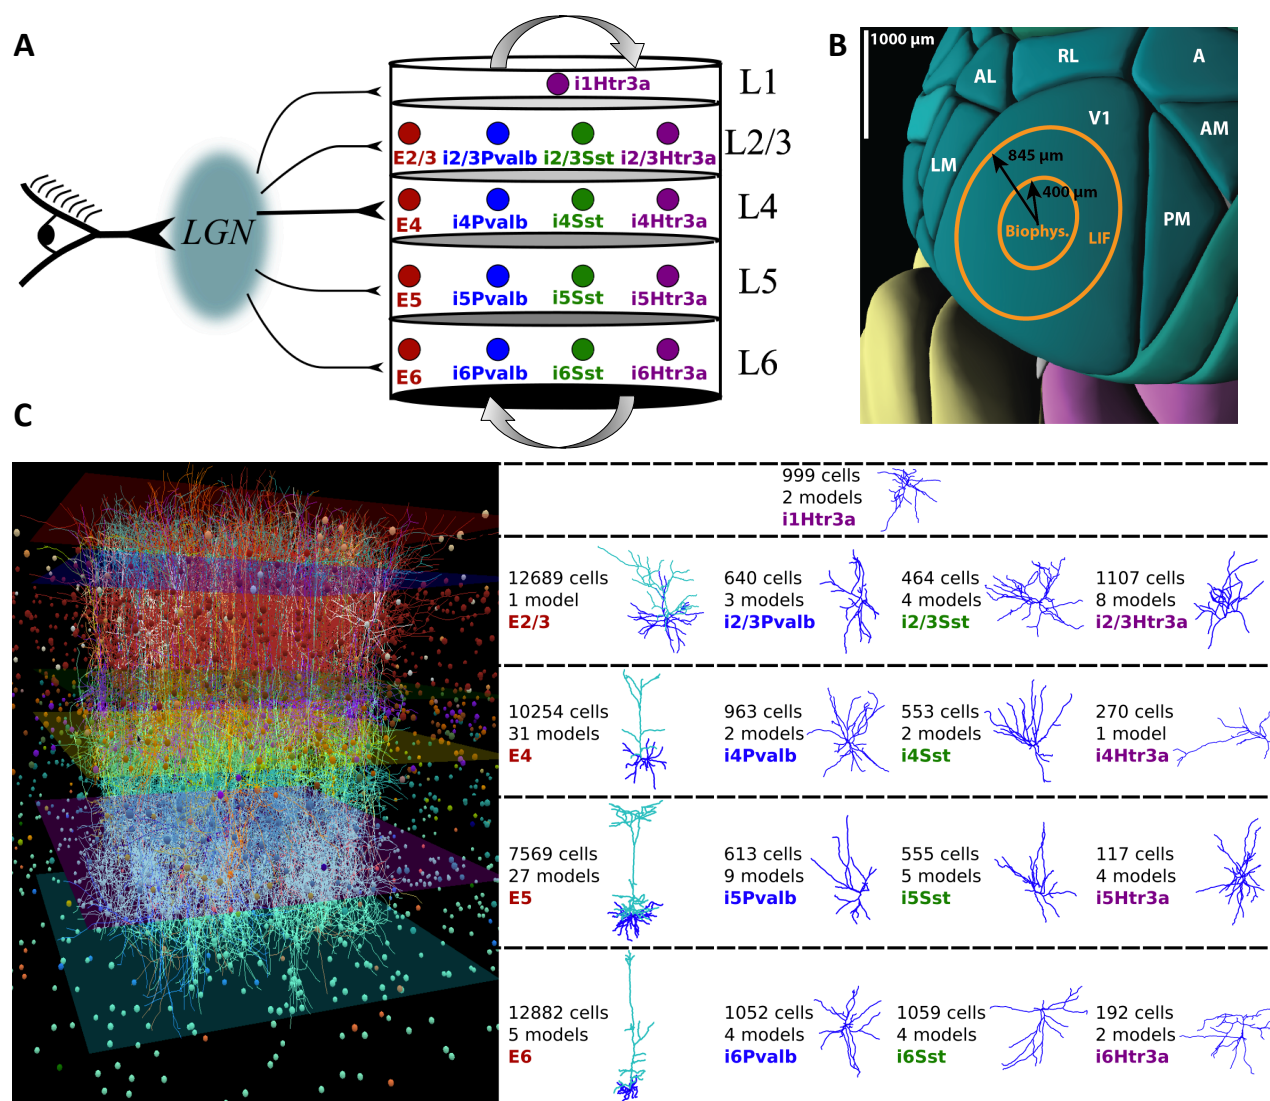 A
LGN
i1Htr3a
L1
E2/3 i2/3Pvalb i2/3Sst i2/3Htr3a
L2/3
E4 i4Pvalb i4Sst i4Htr3a
L4
E5 i5Pvalb i5Sst i5Htr3a
L5
E6 i6Pvalb i6Sst i6Htr3a
L6
B
1000 µm
RL
A
AL
V1
AM
LM
845 µm
400 µm
PM
Biophys.
LIF
C
999 cells
2 models
i1Htr3a
12689 cells
1 model
E2/3
640 cells
3 models
i2/3Pvalb
464 cells
4 models
i2/3Sst
1107 cells
8 models
i2/3Htr3a
10254 cells
31 models
E4
963 cells
2 models
i4Pvalb
553 cells
2 models
i4Sst
270 cells
1 model
i4Htr3a
7569 cells
27 models
E5
613 cells
9 models
i5Pvalb
555 cells
5 models
i5Sst
117 cells
4 models
i5Htr3a
12882 cells
5 models
E6
1052 cells
4 models
i6Pvalb
1059 cells
4 models
i6Sst
192 cells
2 models
i6Htr3a